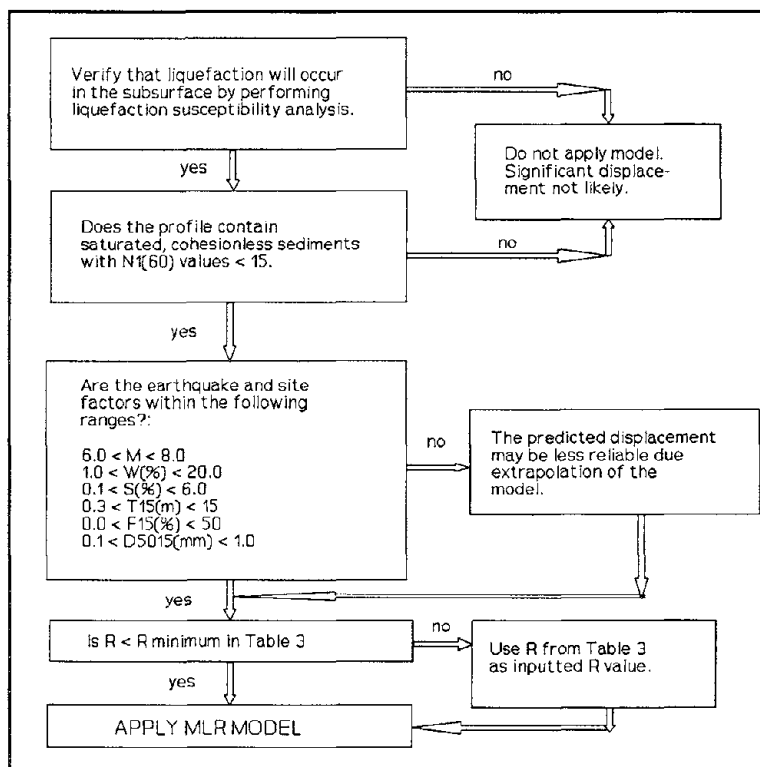 Verify that liquefaction will occur
in the subsurface by performing
liquefaction susceptibility analysis.
no
yes
Do not apply model.
Significant displace-
ment not likely.
Does the profile contain
saturated, cohesionless sediments
with N1(60) values < 15.
no
yes
Are the earthquake and site
factors within the following
ranges?:
6.0 < M < 8.0
1.0 < W(%) < 20.0
0.1 < S(%) < 6.0
0.3 < T15(m) < 15
0.0 < F15(%) < 50
0.1 < D5015(mm) < 1.0
no
The predicted displacement
may be less reliable due
extrapolation of the
model.
yes
is R < R minimum in Table 3
no
Use R from Table 3
as inputted R value.
yes
APPLY MLR MODEL